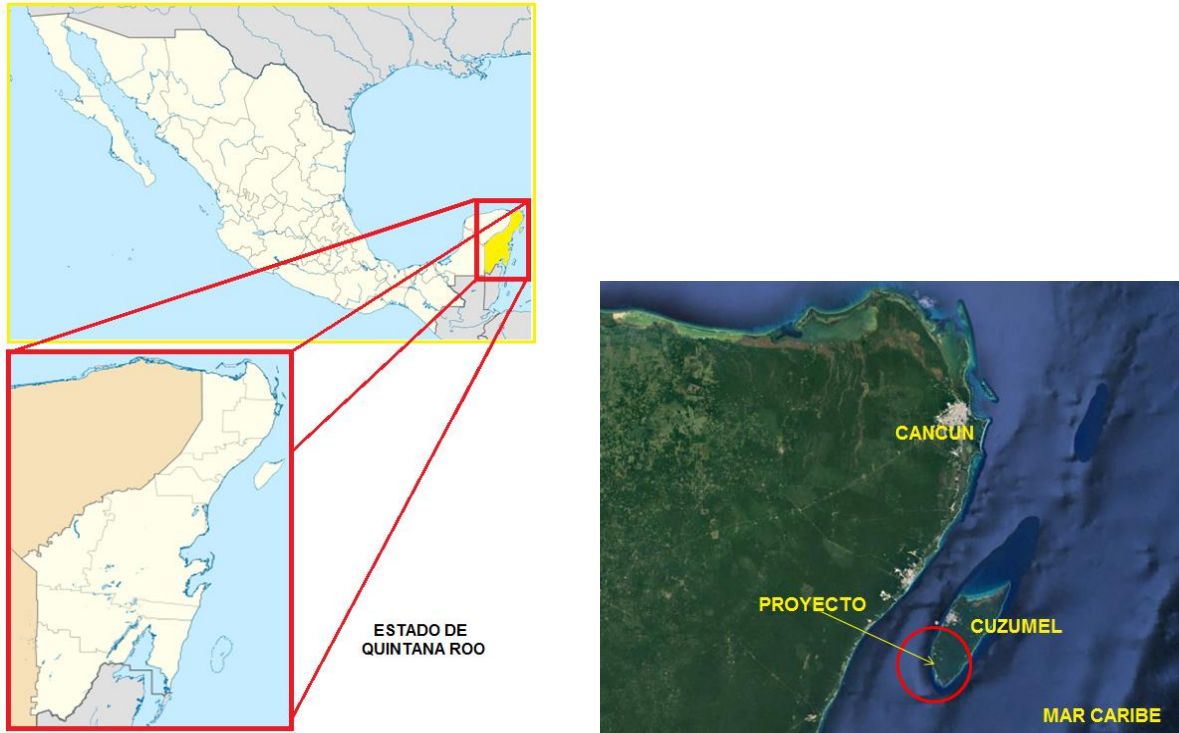 ESTADO DE
QUINTANA ROO
CANCUN
PROYECTO
CUZUMEL
MAR CARIBE